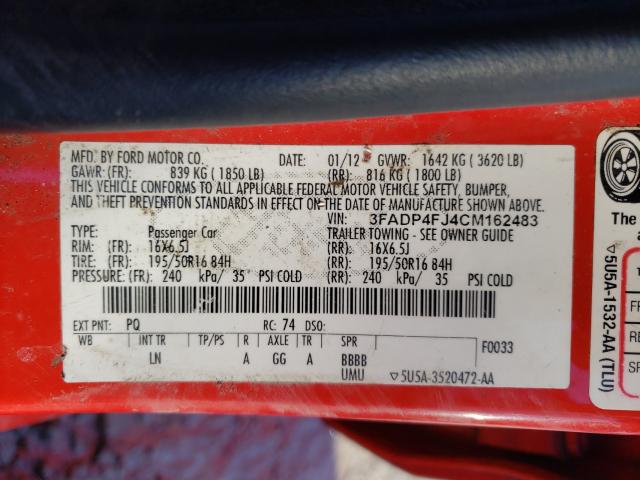 MFD. BY FORD MOTOR CO. DATE: 01/12 GVWR: 1642 KG ( 3620 LB)
GAWR: (FR): 839 KG ( 1850 LB) (RR): 816 KG ( 1800 LB)
THIS VEHICLE CONFORMS TO ALL APPLICABLE FEDERAL MOTOR VEHICLE SAFETY, BUMPER,
AND THEFT PREVENTION STANDARDS IN EFFECT ON THE DATE OF MANUFACTURE SHOWN ABOVE.
VIN: 3FADP4FJ4CM162483
TYPE: Passenger Car TRAILER TOWING - SEE OWNER GUIDE
RIM: (FR): 16X6.5J (RR): 16X6.5J
TIRE: (FR): 195/50R16 84H (RR): 195/50R16 84H
PRESSURE: (FR): 240 kPa/ 35 PSI COLD (RR): 240 kPa/ 35 PSI COLD
EXT PNT: PQ RC: 74 DSO:
WB INT TR TP/PS R AXLE TR SPR F0033
LN A GG A BBBB
UMU ▽5U5A-3520472-AA
The
▽5U5A-1532-AA (TLU)
T
FR
RE
SP